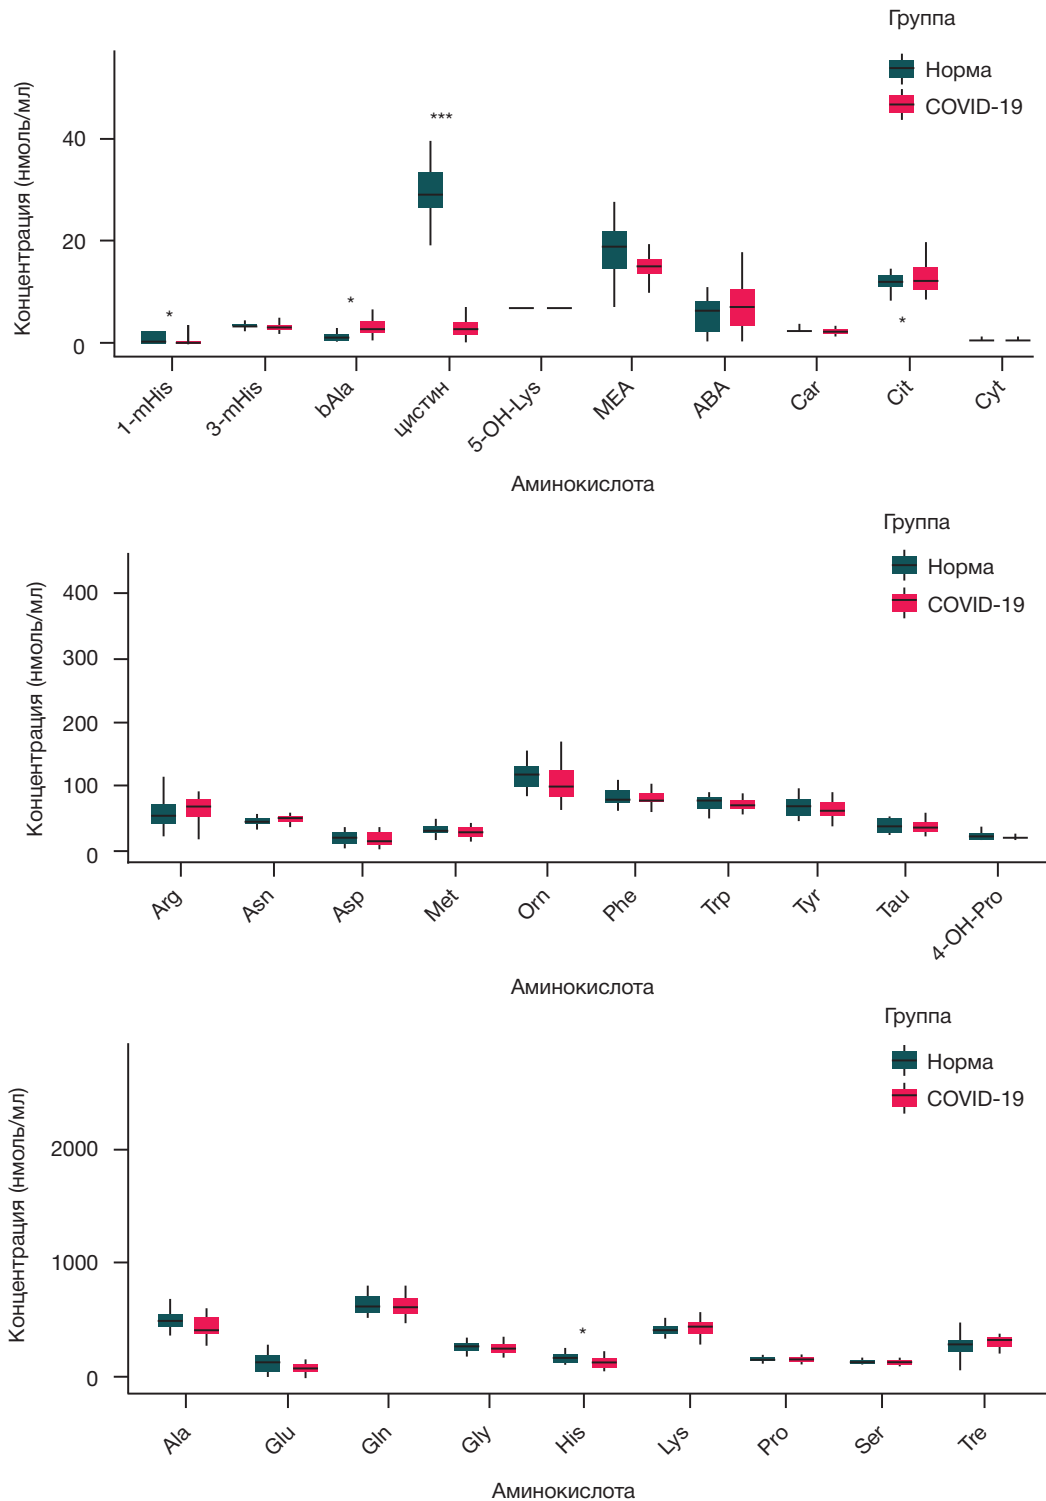 Группа
Норма
COVID-19
Концентрация (нмоль/мл)
40
20
0
*
*
***
*
1-mHis
3-mHis
bAla
цистин
5-OH-Lys
MEA
ABA
Car
Cit
Cyt
Аминокислота
Группа
Норма
COVID-19
Концентрация (нмоль/мл)
400
300
200
100
0
Arg
Asn
Asp
Met
Orn
Phe
Trp
Tyr
Tau
4-OH-Pro
Аминокислота
Группа
Норма
COVID-19
Концентрация (нмоль/мл)
2000
1000
0
*
Ala
Glu
Gln
Gly
His
Lys
Pro
Ser
Tre
Аминокислота